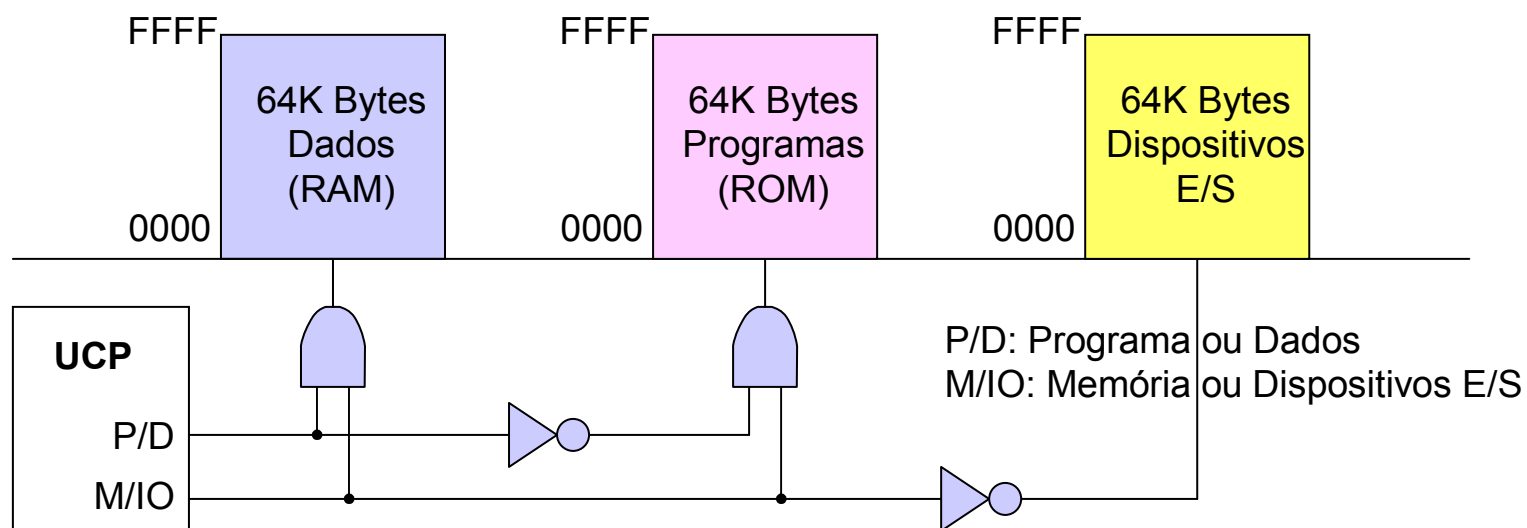 FFFF
64K Bytes
Dados
(RAM)
0000
FFFF
64K Bytes
Programas
(ROM)
0000
FFFF
64K Bytes
Dispositivos
E/S
0000
UCP
P/D
M/IO
P/D: Programa ou Dados
M/IO: Memória ou Dispositivos E/S